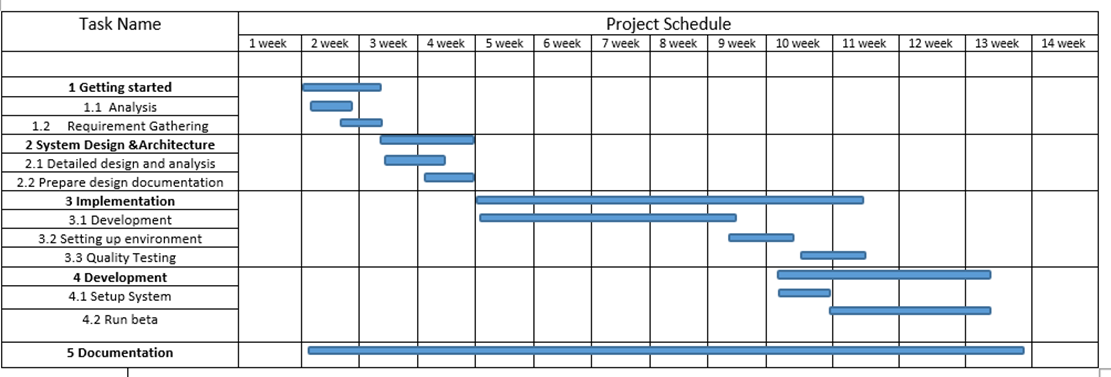 Task Name
Project Schedule
1 week 2 week 3 week 4 week 5 week 6 week 7 week 8 week 9 week 10 week 11 week 12 week 13 week 14 week
1 Getting started
1.1 Analysis
1.2 Requirement Gathering
2 System Design &Architecture
2.1 Detailed design and analysis
2.2 Prepare design documentation
3 Implementation
3.1 Development
3.2 Setting up environment
3.3 Quality Testing
4 Development
4.1 Setup System
4.2 Run beta
5 Documentation